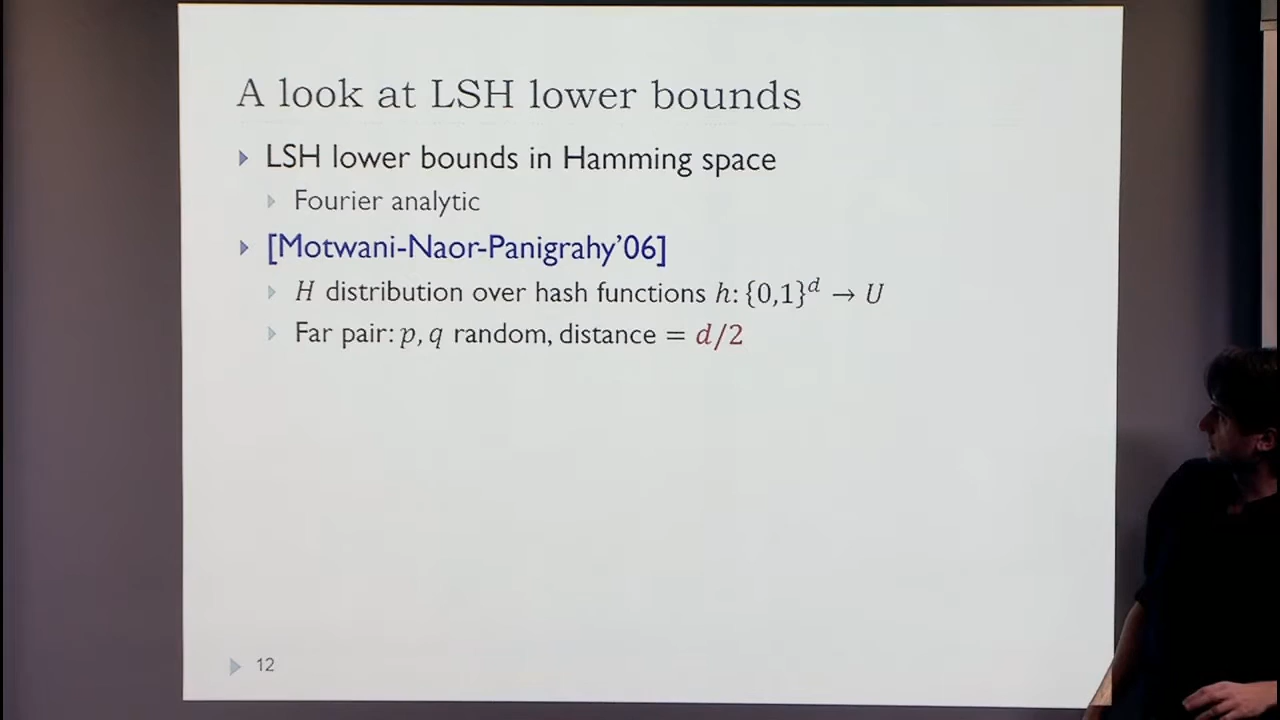 A look at LSH lower bounds
LSH lower bounds in Hamming space
Fourier analytic
[Motwani-Naor-Panigrahy'06]
H distribution over hash functions h: {0,1}ᵈ → U
Far pair: p, q random, distance = d/2
12